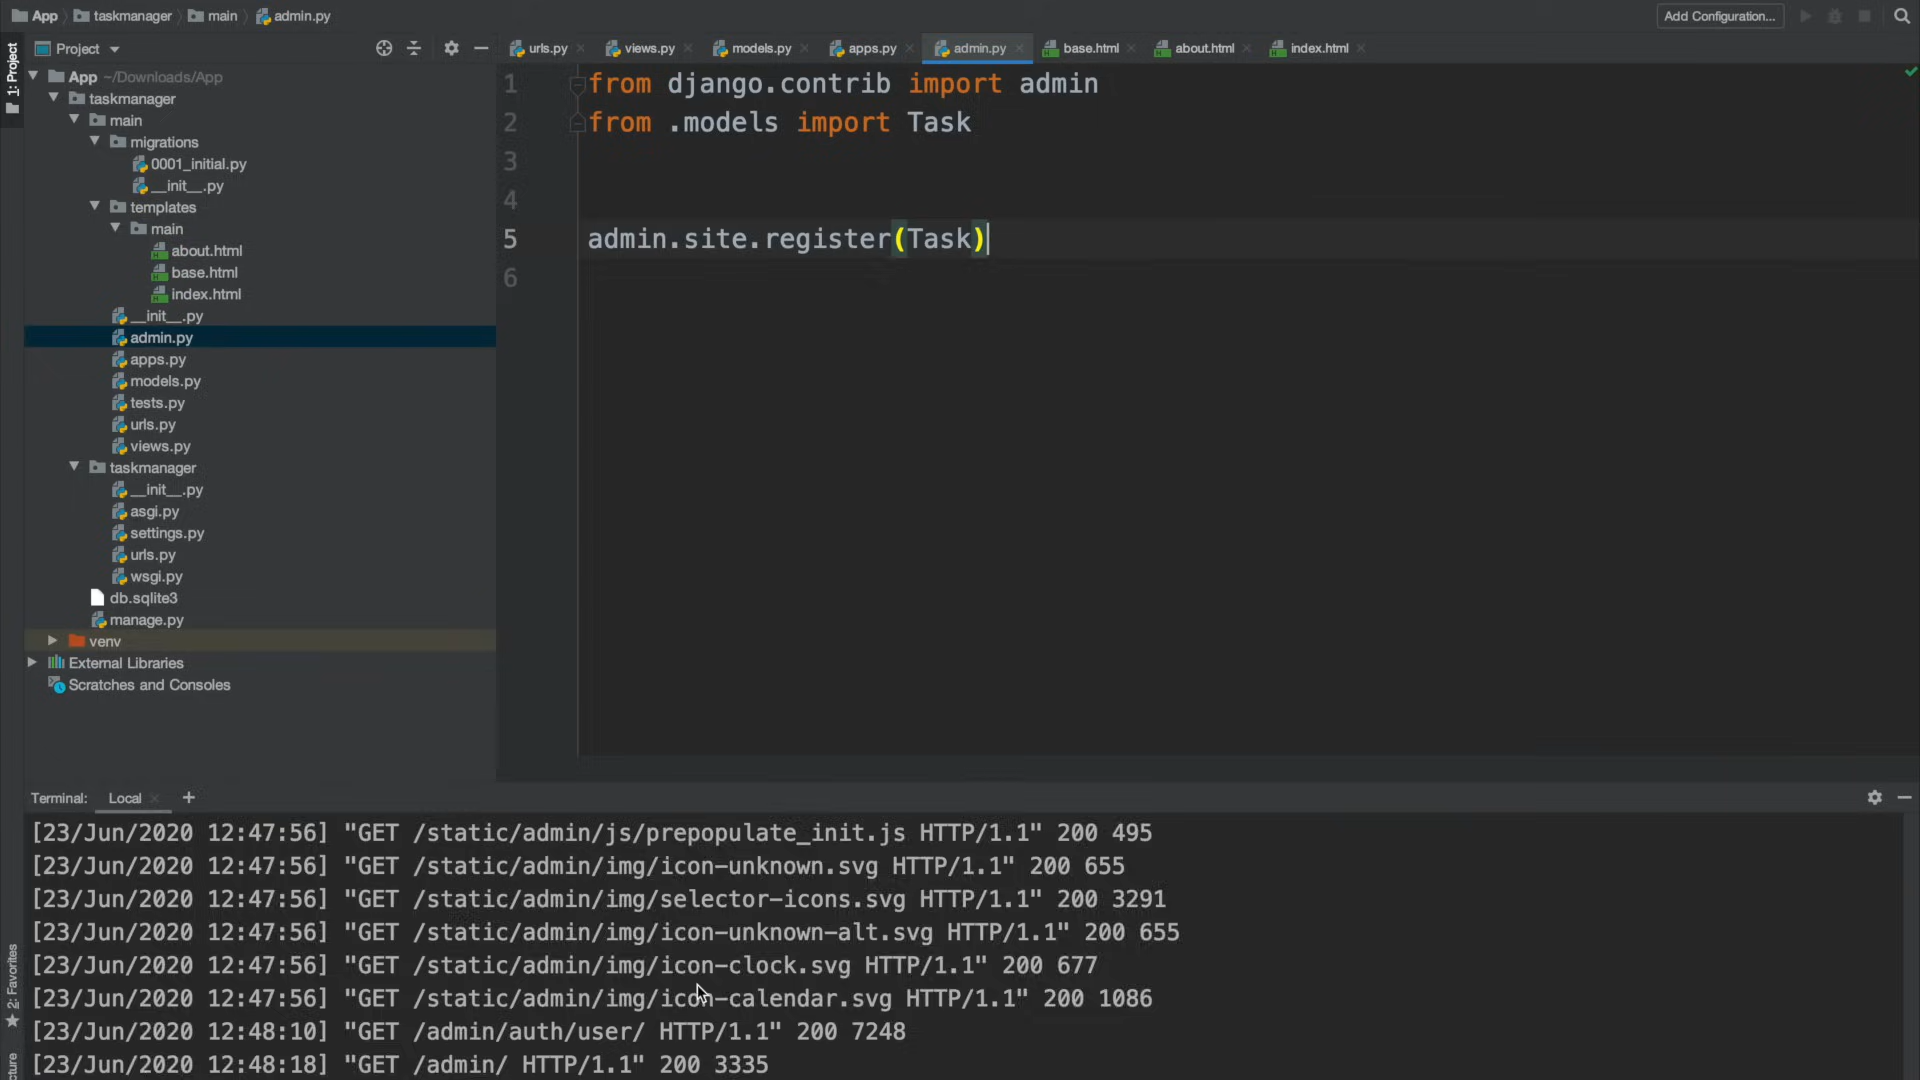 App
taskmanager
main
admin.py
Add Configuration...
1: Project
Project
urls.py
views.py
models.py
apps.py
admin.py
base.html
about.html
index.html
App ~/Downloads/App
taskmanager
main
migrations
0001_initial.py
__init__.py
templates
main
about.html
base.html
index.html
__init__.py
admin.py
apps.py
models.py
tests.py
urls.py
views.py
taskmanager
__init__.py
asgi.py
settings.py
urls.py
wsgi.py
db.sqlite3
manage.py
venv
External Libraries
Scratches and Consoles
1 from django.contrib import admin
2 from .models import Task
3
4
5 admin.site.register(Task)
6
Terminal: Local +
[23/Jun/2020 12:47:56] "GET /static/admin/js/prepopulate_init.js HTTP/1.1" 200 495
[23/Jun/2020 12:47:56] "GET /static/admin/img/icon-unknown.svg HTTP/1.1" 200 655
[23/Jun/2020 12:47:56] "GET /static/admin/img/selector-icons.svg HTTP/1.1" 200 3291
[23/Jun/2020 12:47:56] "GET /static/admin/img/icon-unknown-alt.svg HTTP/1.1" 200 655
[23/Jun/2020 12:47:56] "GET /static/admin/img/icon-clock.svg HTTP/1.1" 200 677
[23/Jun/2020 12:47:56] "GET /static/admin/img/icon-calendar.svg HTTP/1.1" 200 1086
[23/Jun/2020 12:48:10] "GET /admin/auth/user/ HTTP/1.1" 200 7248
[23/Jun/2020 12:48:18] "GET /admin/ HTTP/1.1" 200 3335
2: Favorites